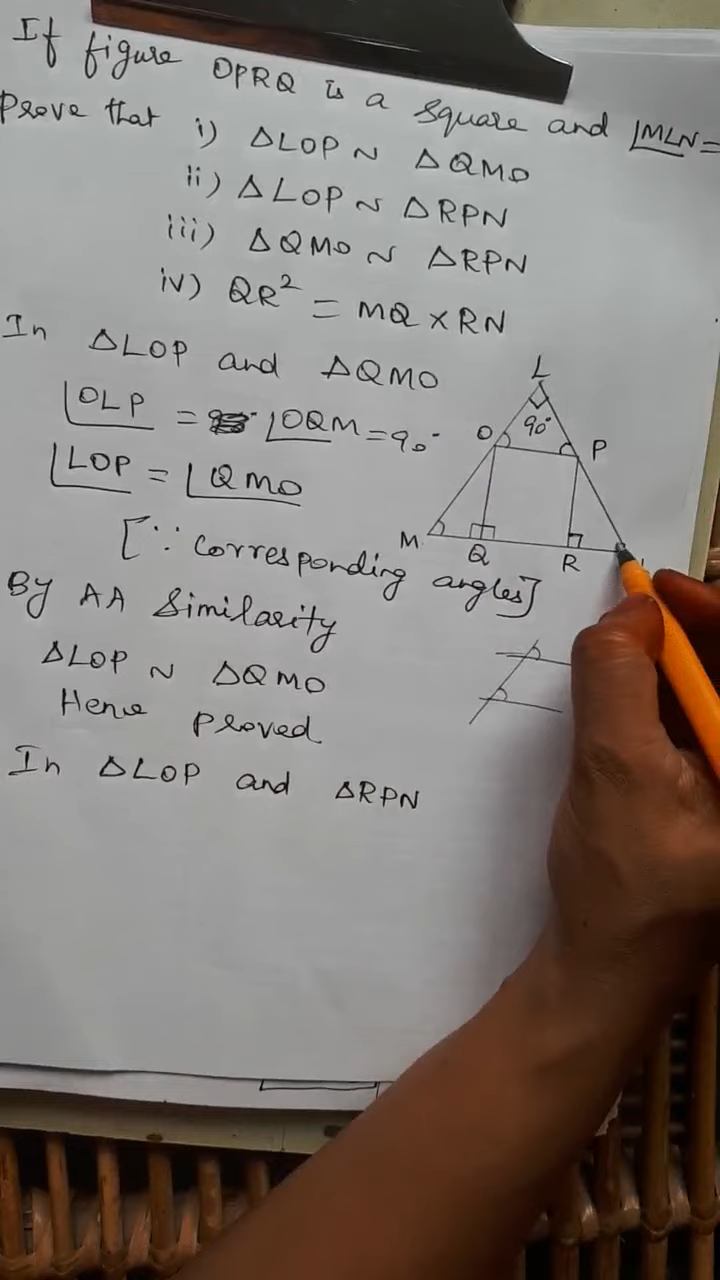 If figure OPRQ is a square and ∠MLN=
Prove that i) ΔLOP ~ ΔQMO
ii) ΔLOP ~ ΔRPN
iii) ΔQMO ~ ΔRPN
iv) QR² = MQ×RN
In ΔLOP and ΔQMO
∠OLP = ∠OQM = 90°
∠LOP = ∠QMO
[∵ corresponding angles]
By AA Similarity
ΔLOP ~ ΔQMO
Hence proved
In ΔLOP and ΔRPN
L
90°
O
P
M
Q
R